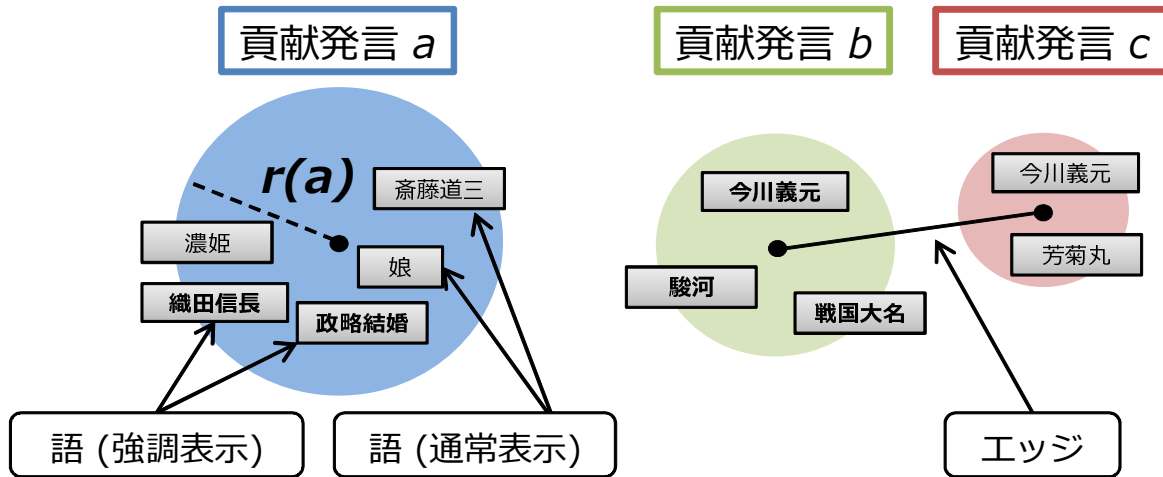 貢献発言 a
貢献発言 b
貢献発言 c
r(a)
斎藤道三
濃姫
娘
織田信長
政略結婚
今川義元
駿河
戦国大名
今川義元
芳菊丸
語 (強調表示)
語 (通常表示)
エッジ